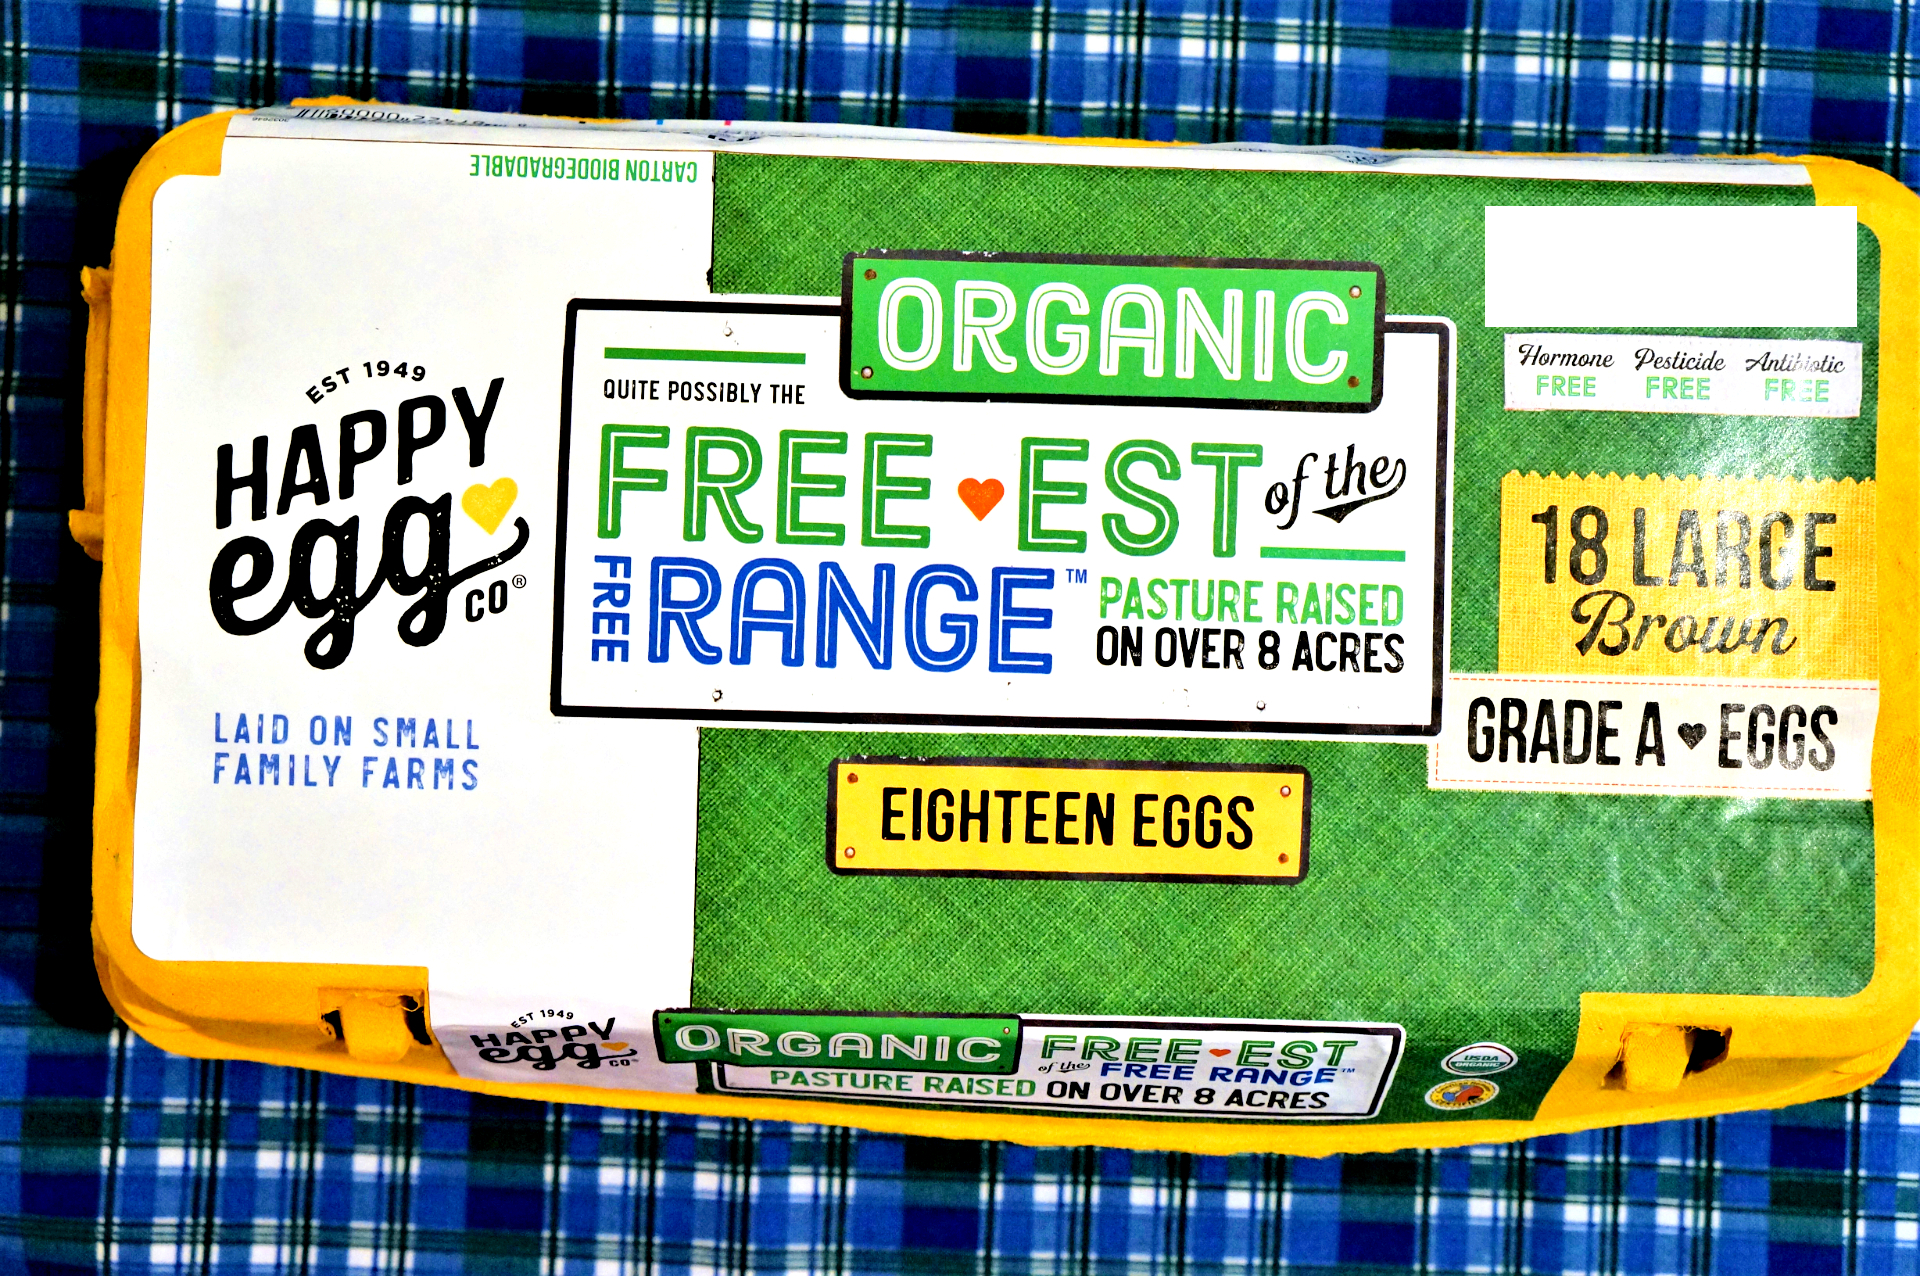 CARTON BIODEGRADABLE
EST 1949
HAPPY
egg
CO®
LAID ON SMALL
FAMILY FARMS
ORGANIC
QUITE POSSIBLY THE
FREE EST of the
FREE RANGE™
PASTURE RAISED
ON OVER 8 ACRES
EIGHTEEN EGGS
Hormone Pesticide Antibiotic
FREE FREE FREE
18 LARGE
Brown
GRADE A EGGS
EST 1949
HAPPY
egg
CO
ORGANIC
FREE EST
of the FREE RANGE™
PASTURE RAISED ON OVER 8 ACRES
USDA
ORGANIC